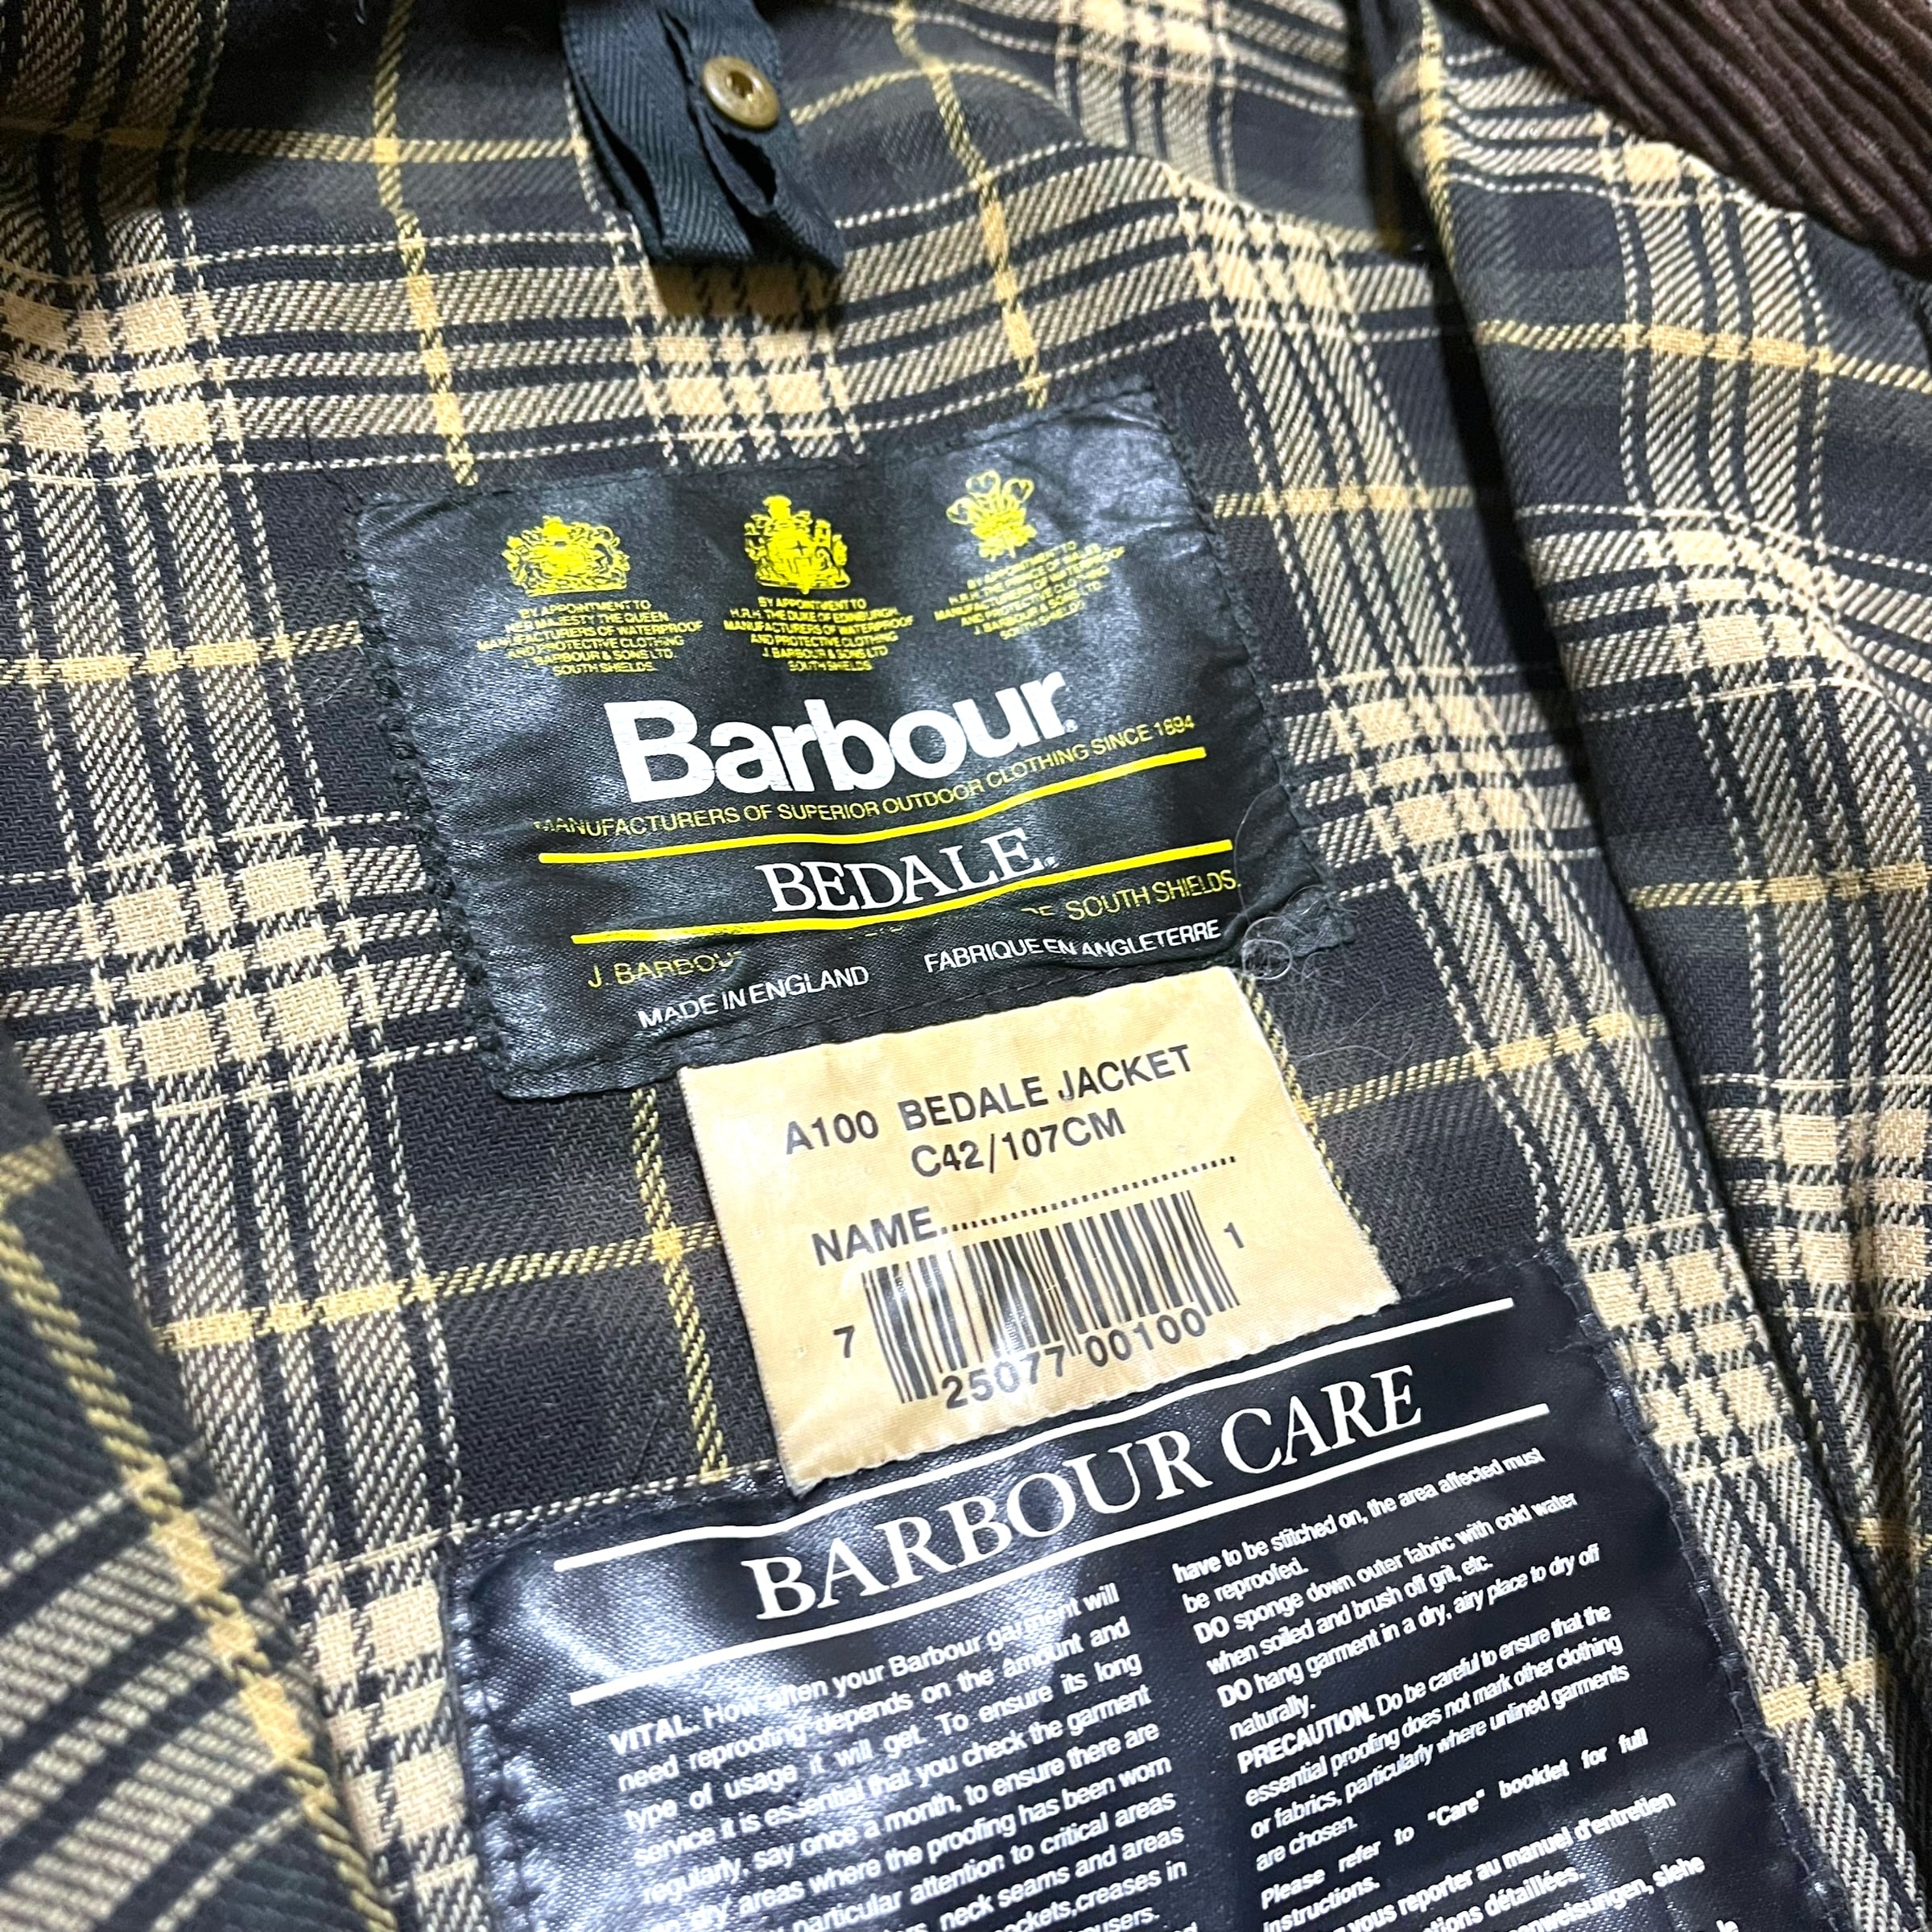 BY APPOINTMENT TO
HER MAJESTY THE QUEEN
MANUFACTURERS OF WATERPROOF
AND PROTECTIVE CLOTHING
J. BARBOUR & SONS LTD.
SOUTH SHIELDS.
BY APPOINTMENT TO
H.R.H. THE DUKE OF EDINBURGH,
MANUFACTURERS OF WATERPROOF
AND PROTECTIVE CLOTHING
J. BARBOUR & SONS LTD
SOUTH SHIELDS
BY APPOINTMENT TO
H.R.H. THE PRINCE OF WALES
MANUFACTURERS OF WATERPROOF
AND PROTECTIVE CLOTHING
J. BARBOUR & SONS LTD.
SOUTH SHIELDS
Barbour.
MANUFACTURERS OF SUPERIOR OUTDOOR CLOTHING SINCE 1894
BEDALE.
J. BARBOUR SOUTH SHIELDS.
MADE IN ENGLAND FABRIQUE EN ANGLETERRE
A100 BEDALE JACKET
C42/107CM
NAME..............................
7 25077 00100 1
BARBOUR CARE
VITAL. How often your Barbour garment will
need reproofing depends on the amount and
type of usage it will get. To ensure its long
service it is essential that you check the garment
regularly, say once a month, to ensure there are
'dry' areas where the proofing has been worn
particular attention to critical areas
neck seams and areas
creases in
have to be stitched on, the area affected must
be reproofed.
DO sponge down outer fabric with cold water
when soiled and brush off grit, etc.
DO hang garment in a dry, airy place to dry off
naturally.
PRECAUTION. Do be careful to ensure that the
essential proofing does not mark other clothing
or fabrics, particularly where unlined garments
are chosen.
Please refer to "Care" booklet for full
instructions.
vous reporter au manuel d'entretien
détaillées.
siehe